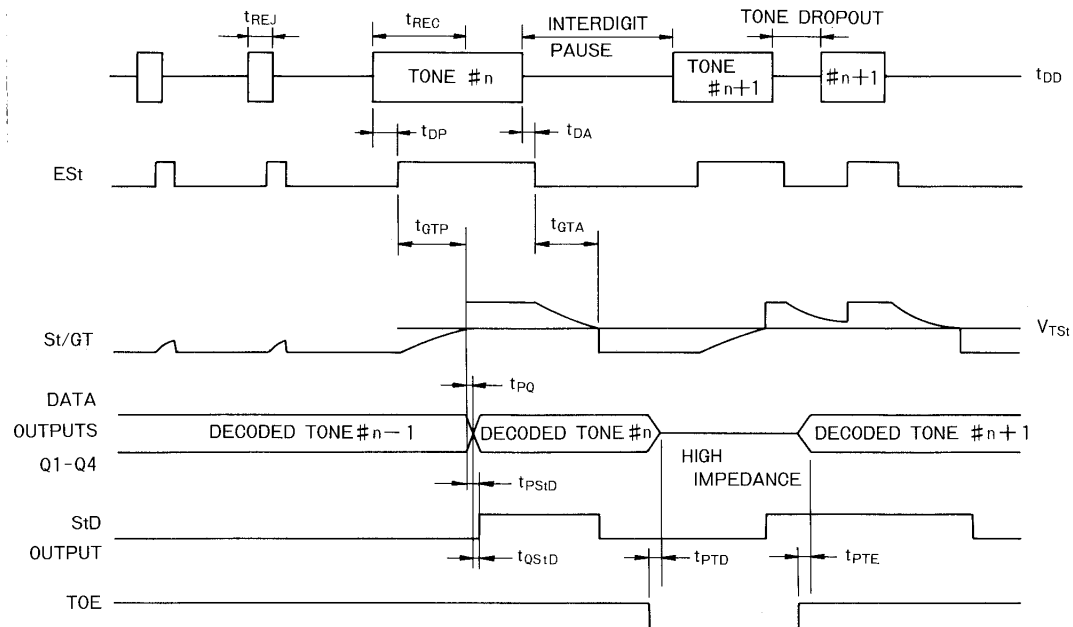 tREJ
tREC
INTERDIGIT
PAUSE
TONE DROPOUT
TONE #n
TONE
#n+1
#n+1
tDD
tDP
tDA
ESt
tGTP
tGTA
St/GT
VTSt
tPQ
DATA
OUTPUTS
Q1-Q4
DECODED TONE #n-1
DECODED TONE #n
DECODED TONE #n+1
HIGH
IMPEDANCE
tPStD
StD
OUTPUT
tQStD
tPTD
tPTE
TOE